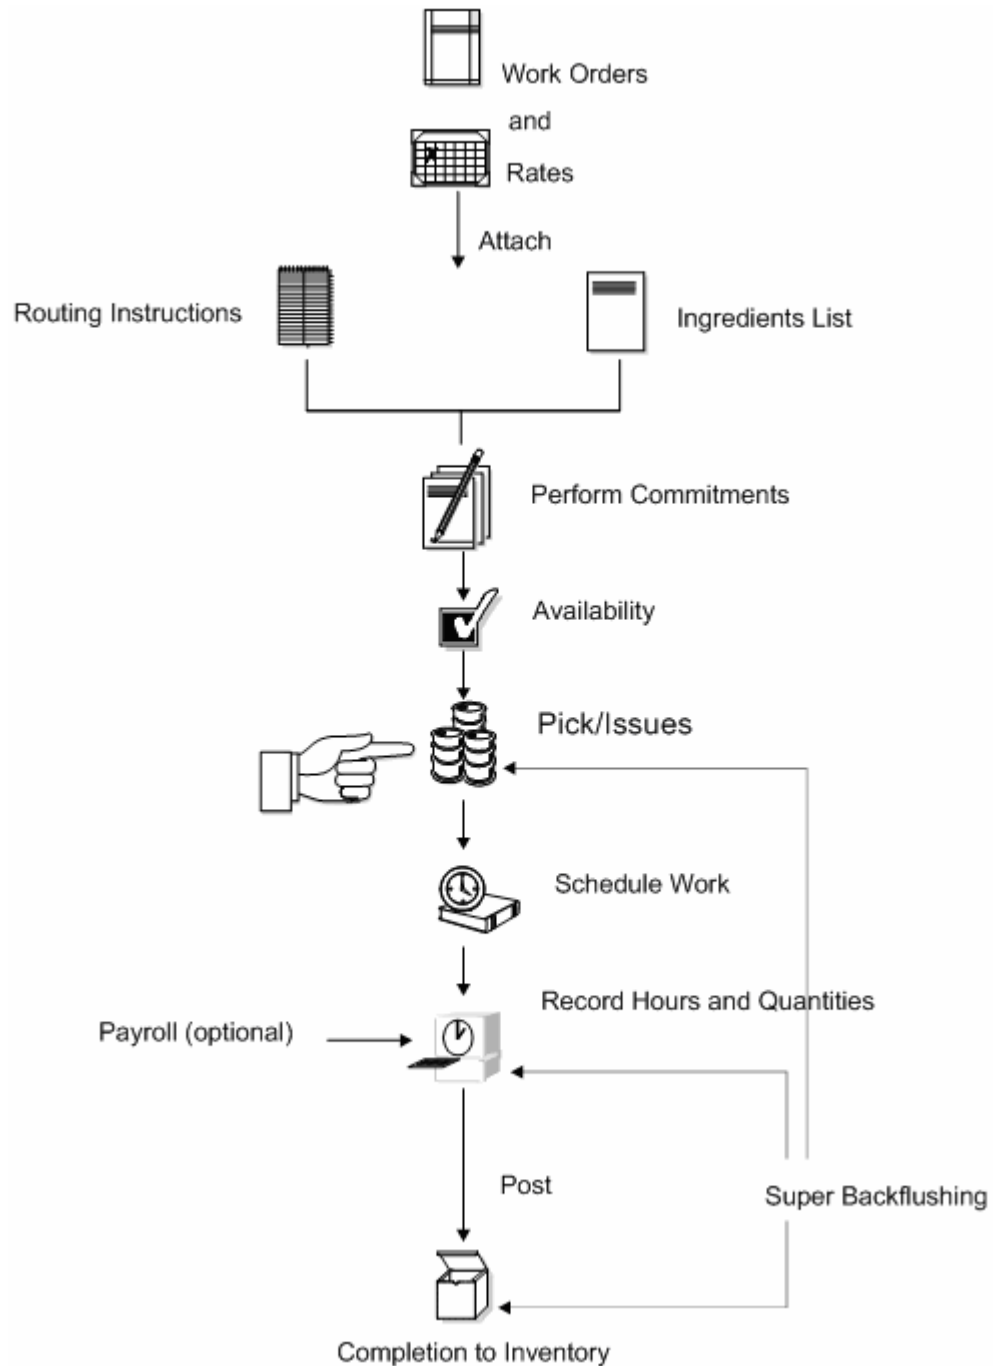 Work Orders
and
Rates
Attach
Routing Instructions
Ingredients List
Perform Commitments
Availability
Pick/Issues
Schedule Work
Record Hours and Quantities
Payroll (optional)
Post
Super Backflushing
Completion to Inventory